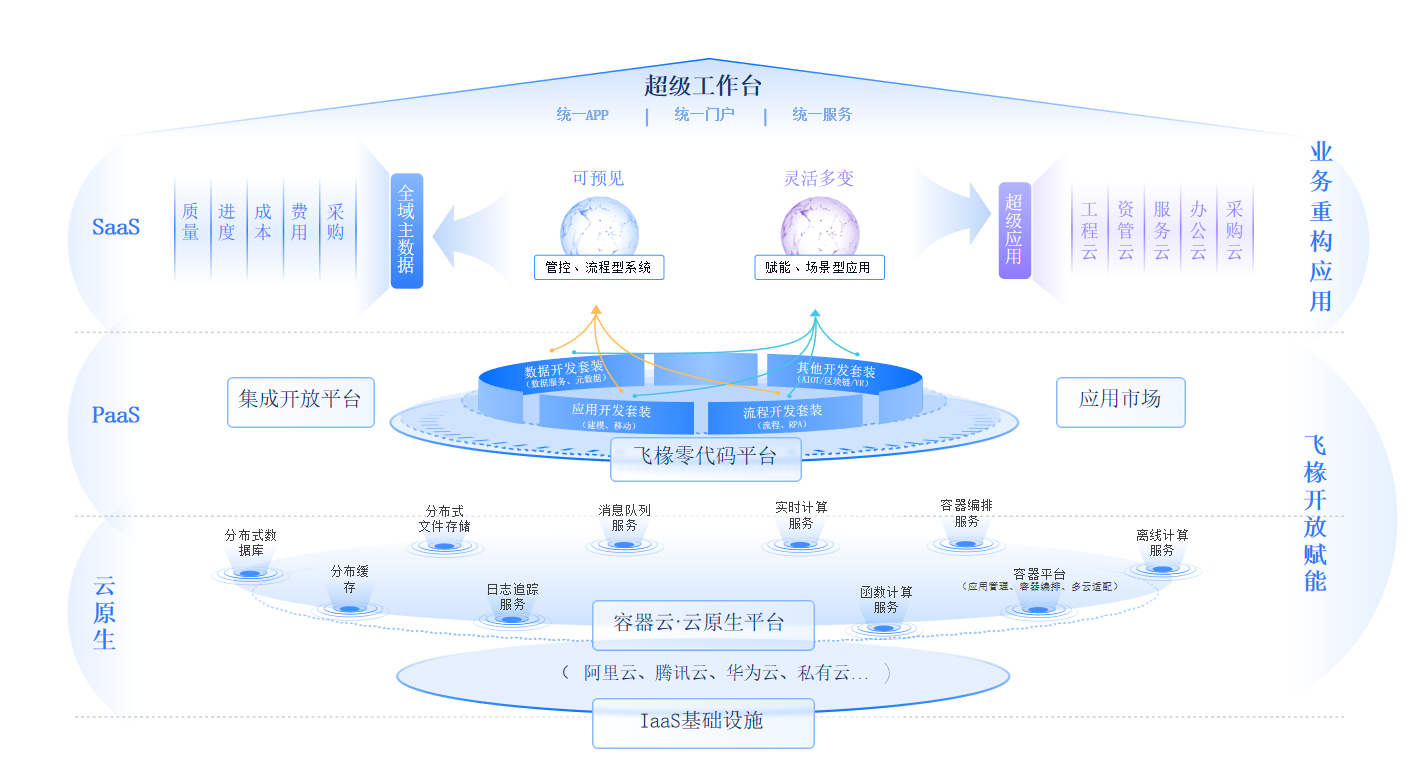 超级工作台
统一APP
统一门户
统一服务
SaaS
质量
进度
成本
费用
采购
全域主数据
可预见
管控、流程型系统
灵活多变
赋能、场景型应用
超级应用
工程云
资管云
服务云
办公云
采购云
业务重构应用
PaaS
集成开放平台
数据开发套装
(数据服务、元数据)
其他开发套装
(AIOT/区块链/VR)
应用开发套装
(建模、移动)
流程开发套装
(流程、RPA)
飞椽零代码平台
应用市场
飞椽开放赋能
云原生
分布式数
据库
分布式
文件存储
消息队列
服务
实时计算
服务
容器编排
服务
离线计算
服务
分布缓
存
日志追踪
服务
函数计算
服务
容器平台
(应用管理、容器编排、多云适配)
容器云·云原生平台
( 阿里云、腾讯云、华为云、私有云... )
IaaS基础设施